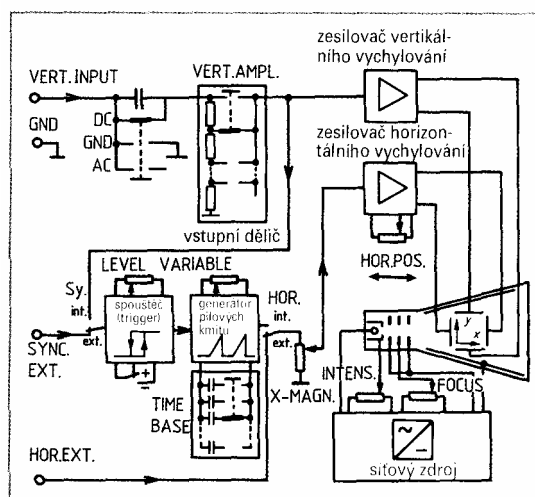 zesilovač vertikál-
ního vychylování
VERT. INPUT
VERT.AMPL.
DC
GND
GND
AC
zesilovač horizon-
tálního vychylování
vstupní dělič
HOR.POS.
LEVEL VARIABLE
Sy.
int.
ext.
spouštěč
(trigger)
generátor
pilových
kmitů
HOR.
int.
ext.
SYNC.
EXT.
X-MAGN.
TIME
BASE
y
x
INTENS.
FOCUS
HOR.EXT.
síťový zdroj